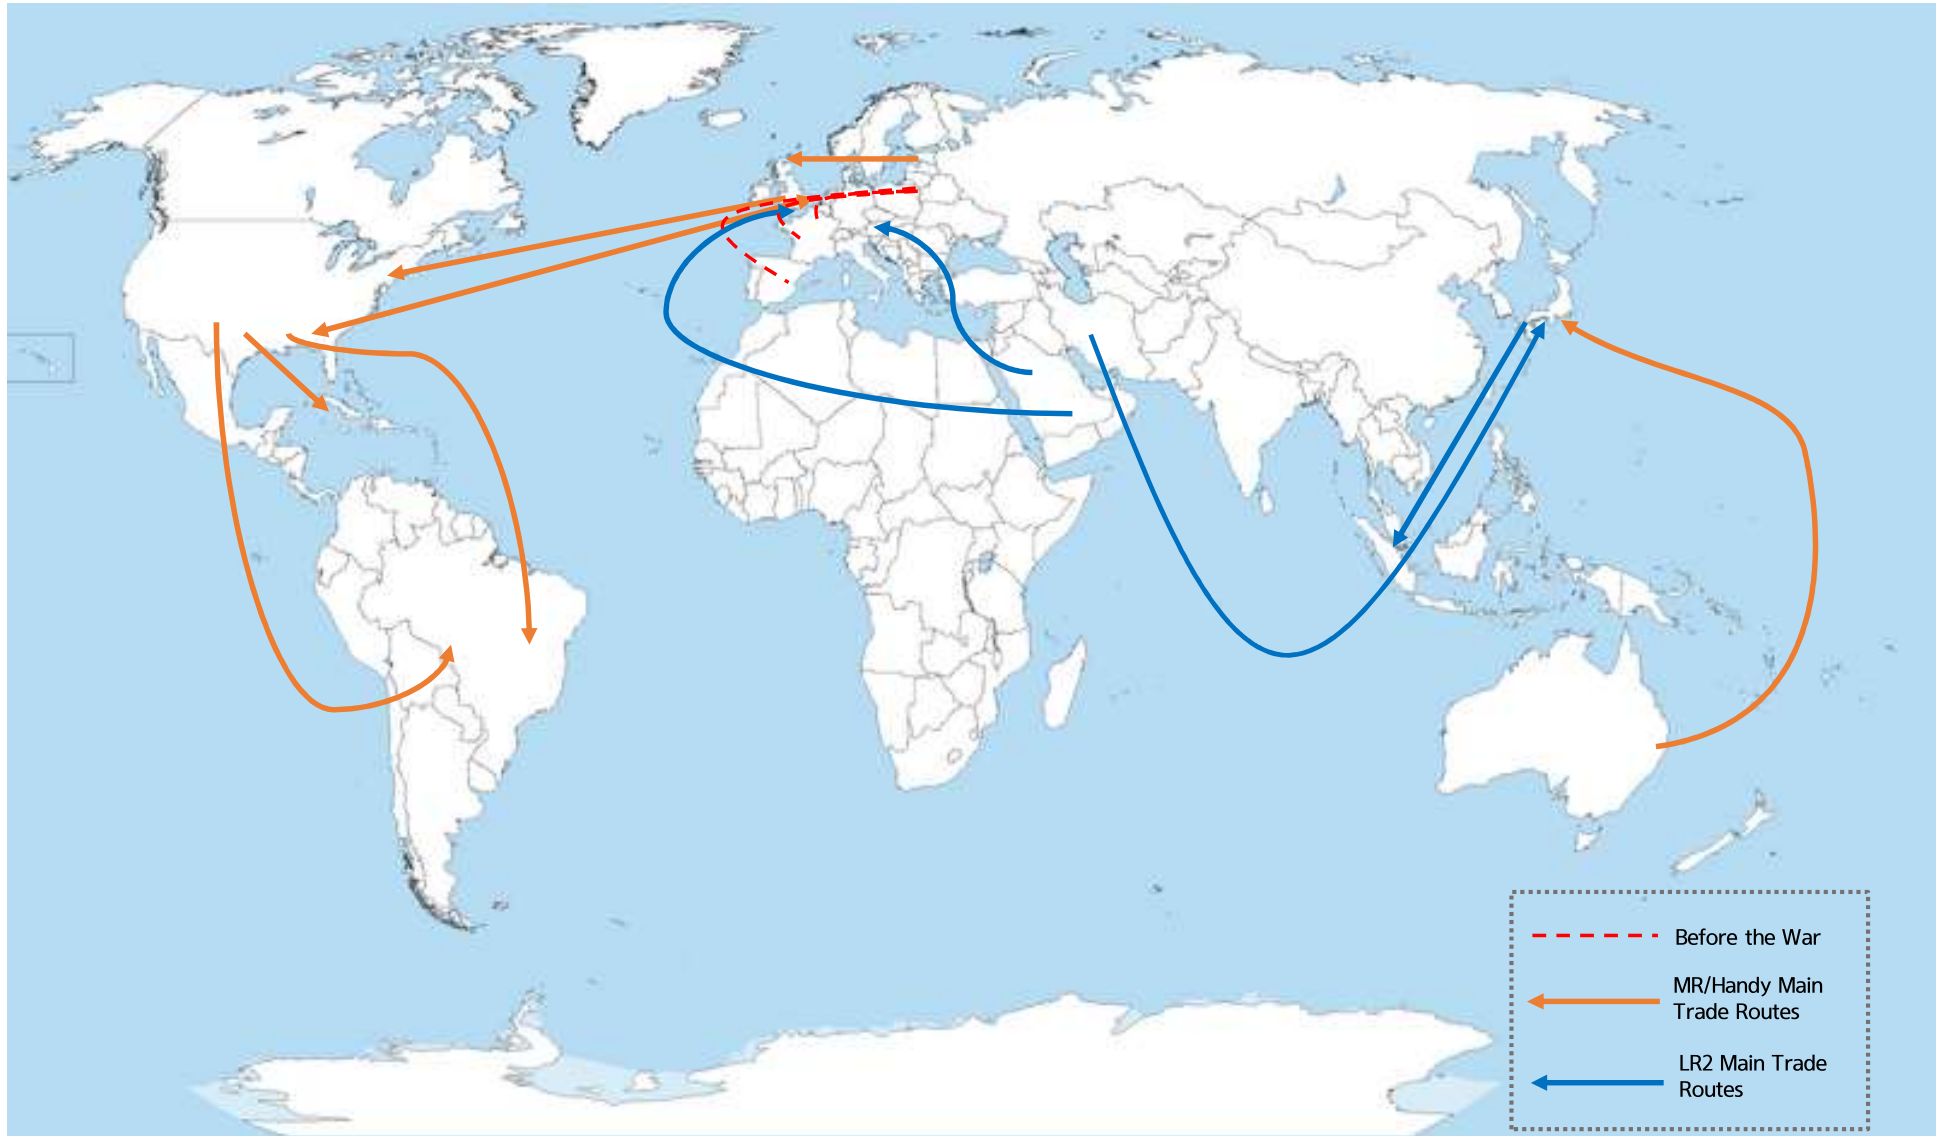 Before the War
MR/Handy Main
Trade Routes
LR2 Main Trade
Routes